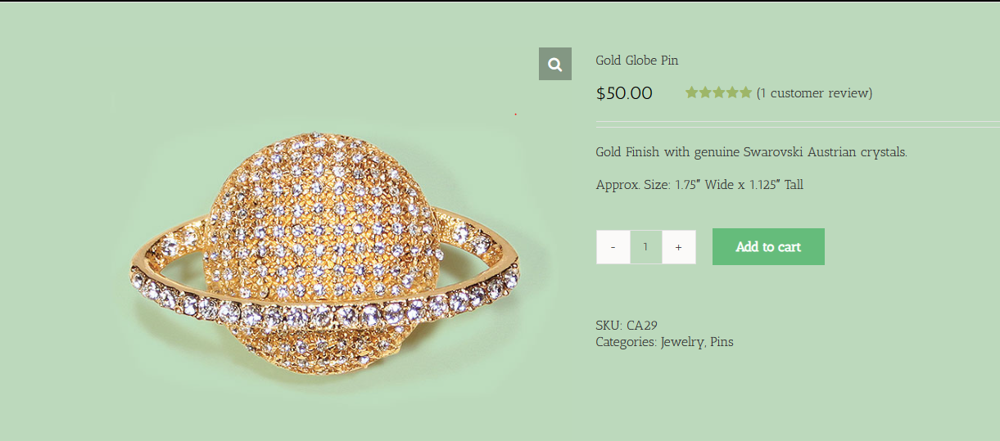 Gold Globe Pin
$50.00 (1 customer review)
Gold Finish with genuine Swarovski Austrian crystals.
Approx. Size: 1.75″ Wide x 1.125″ Tall
- 1 + Add to cart
SKU: CA29
Categories: Jewelry, Pins